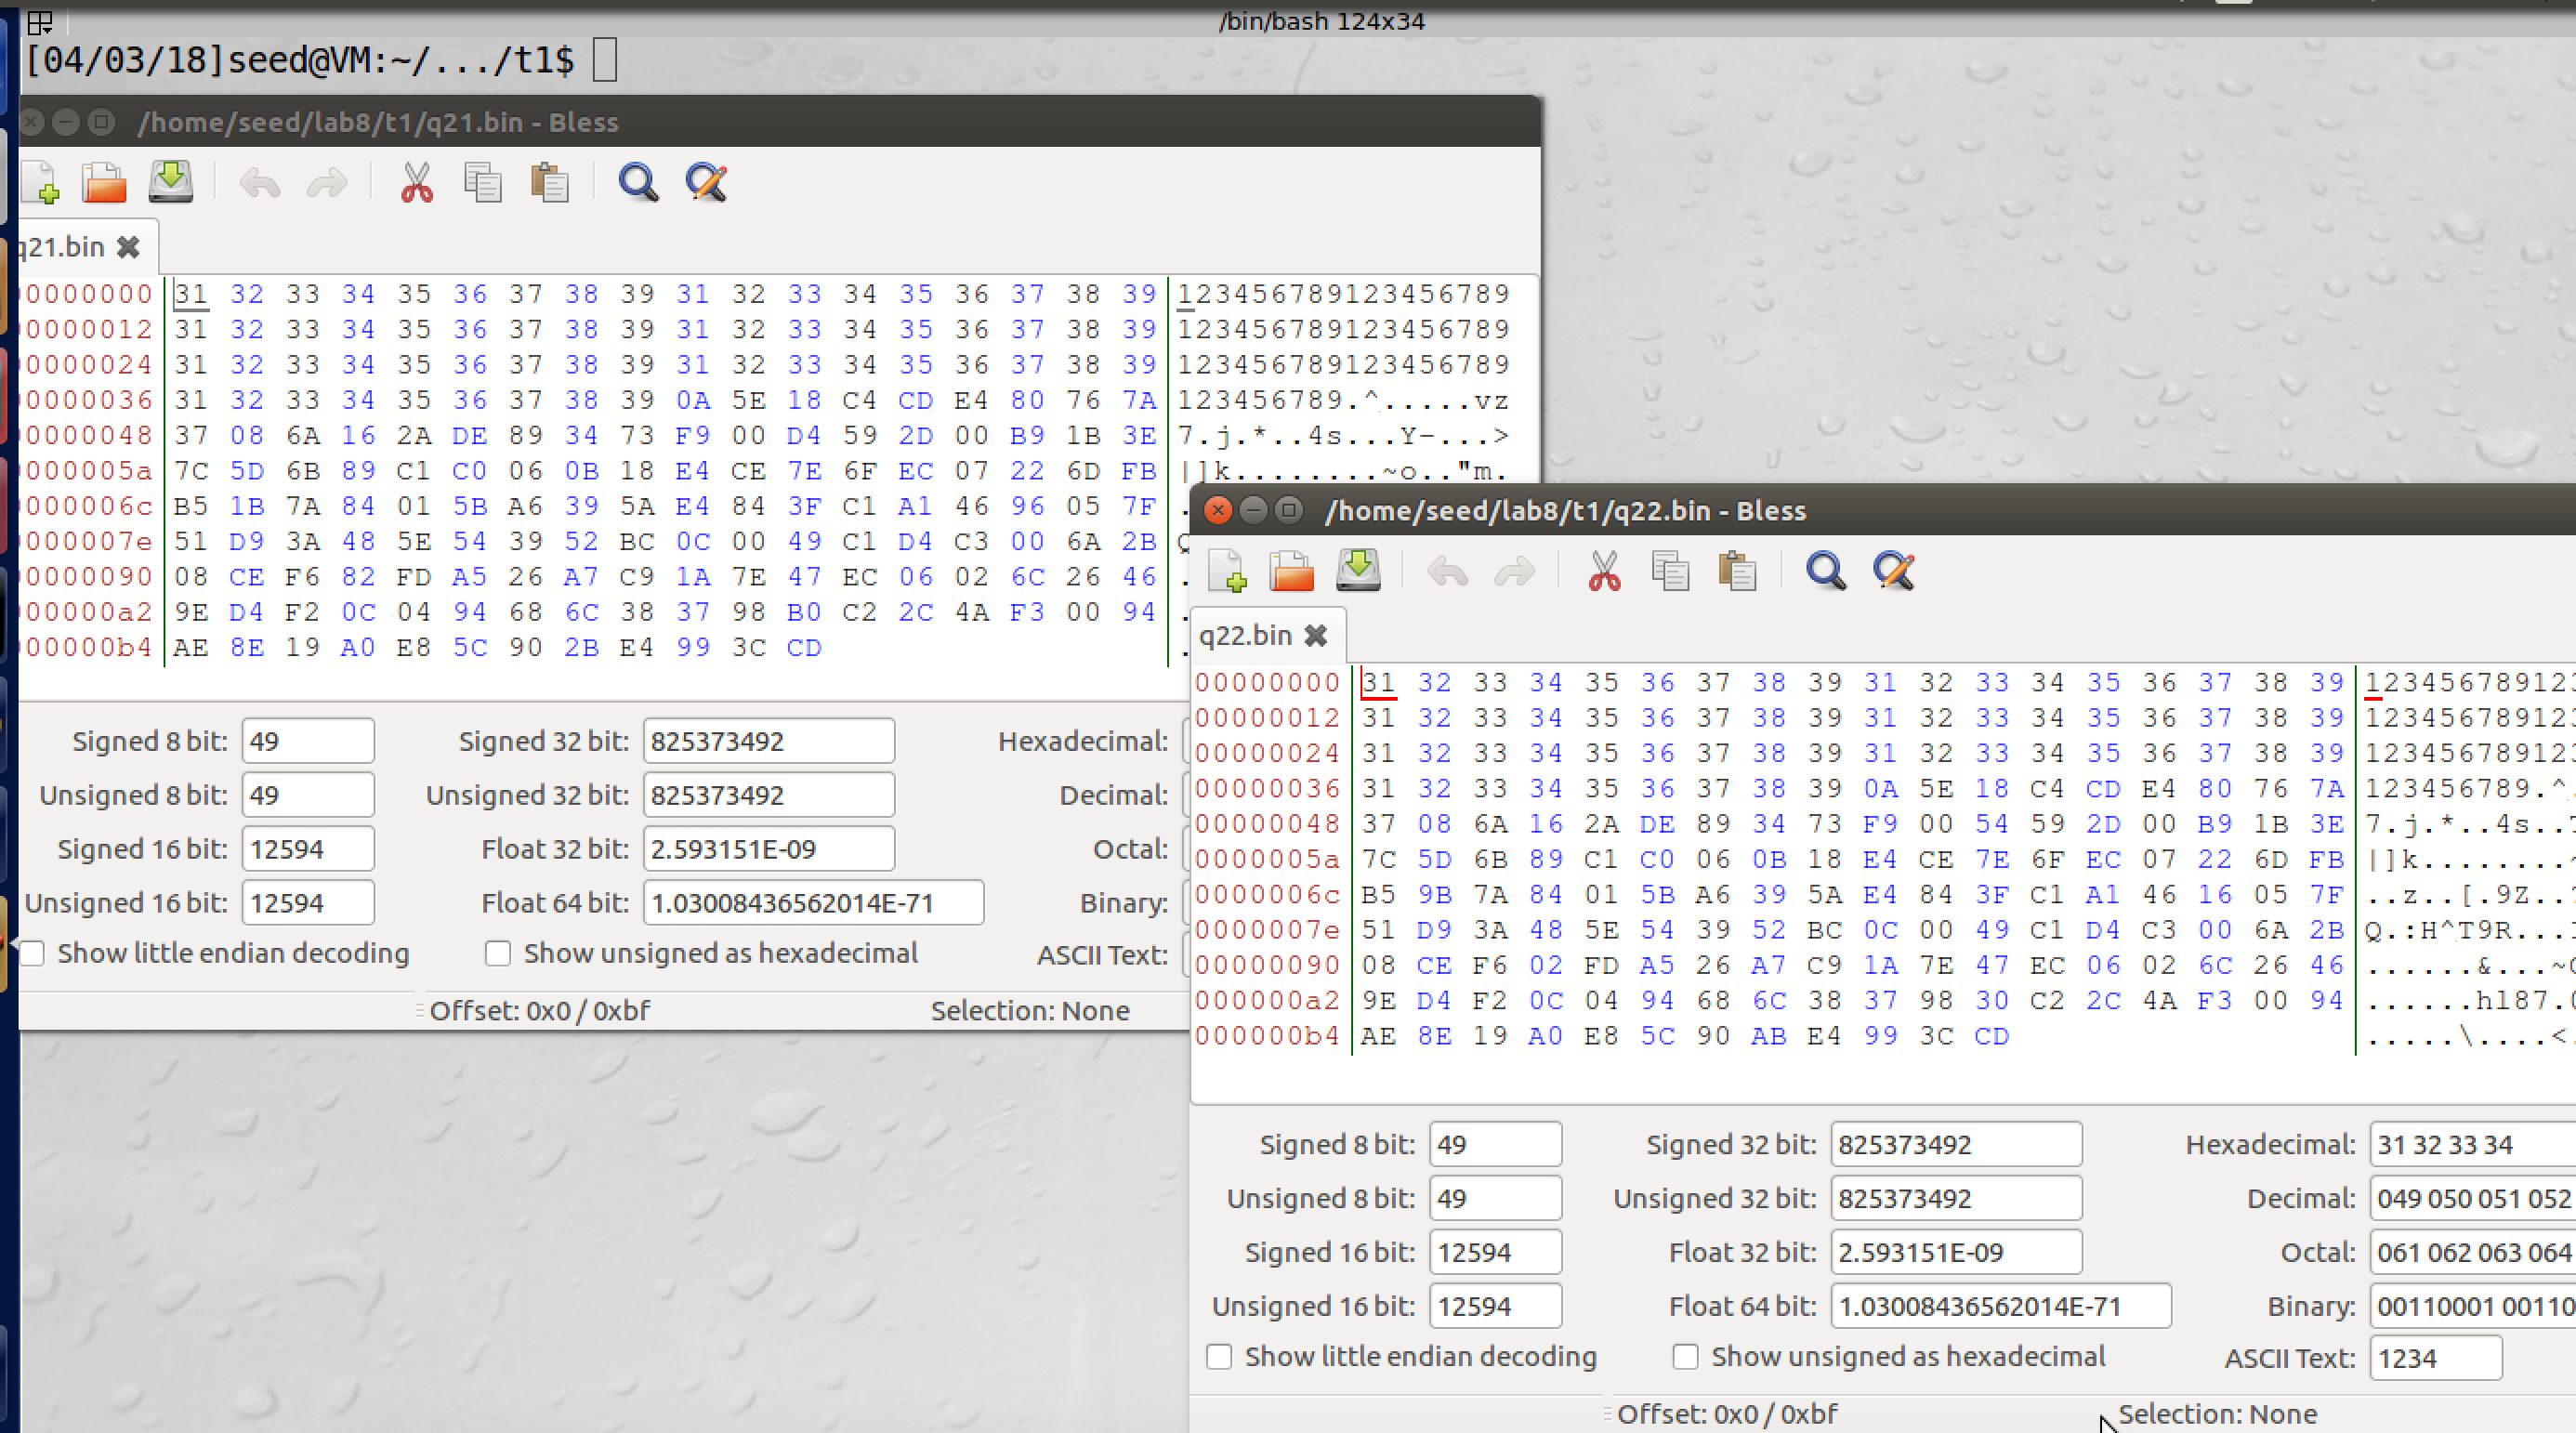 /bin/bash 124x34
[04/03/18]seed@VM:~/.../t1$
/home/seed/lab8/t1/q21.bin - Bless
q21.bin
00000000 31 32 33 34 35 36 37 38 39 31 32 33 34 35 36 37 38 39 123456789123456789
00000012 31 32 33 34 35 36 37 38 39 31 32 33 34 35 36 37 38 39 123456789123456789
00000024 31 32 33 34 35 36 37 38 39 31 32 33 34 35 36 37 38 39 123456789123456789
00000036 31 32 33 34 35 36 37 38 39 0A 5E 18 C4 CD E4 80 76 7A 123456789.^.....vz
00000048 37 08 6A 16 2A DE 89 34 73 F9 00 D4 59 2D 00 B9 1B 3E 7.j.*..4s...Y-...>
0000005a 7C 5D 6B 89 C1 C0 06 0B 18 E4 CE 7E 6F EC 07 22 6D FB |]k........~o.."m.
0000006c B5 1B 7A 84 01 5B A6 39 5A E4 84 3F C1 A1 46 96 05 7F .
0000007e 51 D9 3A 48 5E 54 39 52 BC 0C 00 49 C1 D4 C3 00 6A 2B Q
00000090 08 CE F6 82 FD A5 26 A7 C9 1A 7E 47 EC 06 02 6C 26 46 .
000000a2 9E D4 F2 0C 04 94 68 6C 38 37 98 B0 C2 2C 4A F3 00 94 .
000000b4 AE 8E 19 A0 E8 5C 90 2B E4 99 3C CD .
Signed 8 bit: 49 Signed 32 bit: 825373492 Hexadecimal:
Unsigned 8 bit: 49 Unsigned 32 bit: 825373492 Decimal:
Signed 16 bit: 12594 Float 32 bit: 2.593151E-09 Octal:
Unsigned 16 bit: 12594 Float 64 bit: 1.03008436562014E-71 Binary:
Show little endian decoding Show unsigned as hexadecimal ASCII Text:
Offset: 0x0 / 0xbf Selection: None
/home/seed/lab8/t1/q22.bin - Bless
q22.bin
00000000 31 32 33 34 35 36 37 38 39 31 32 33 34 35 36 37 38 39 123456789123
00000012 31 32 33 34 35 36 37 38 39 31 32 33 34 35 36 37 38 39 123456789123
00000024 31 32 33 34 35 36 37 38 39 31 32 33 34 35 36 37 38 39 123456789123
00000036 31 32 33 34 35 36 37 38 39 0A 5E 18 C4 CD E4 80 76 7A 123456789.^.
00000048 37 08 6A 16 2A DE 89 34 73 F9 00 54 59 2D 00 B9 1B 3E 7.j.*..4s..T
0000005a 7C 5D 6B 89 C1 C0 06 0B 18 E4 CE 7E 6F EC 07 22 6D FB |]k........~
0000006c B5 9B 7A 84 01 5B A6 39 5A E4 84 3F C1 A1 46 16 05 7F ..z..[.9Z..?
0000007e 51 D9 3A 48 5E 54 39 52 BC 0C 00 49 C1 D4 C3 00 6A 2B Q.:H^T9R...I
00000090 08 CE F6 02 FD A5 26 A7 C9 1A 7E 47 EC 06 02 6C 26 46 ......&...~G
000000a2 9E D4 F2 0C 04 94 68 6C 38 37 98 30 C2 2C 4A F3 00 94 ......hl87.0
000000b4 AE 8E 19 A0 E8 5C 90 AB E4 99 3C CD .....\....<.
Signed 8 bit: 49 Signed 32 bit: 825373492 Hexadecimal: 31 32 33 34
Unsigned 8 bit: 49 Unsigned 32 bit: 825373492 Decimal: 049 050 051 052
Signed 16 bit: 12594 Float 32 bit: 2.593151E-09 Octal: 061 062 063 064
Unsigned 16 bit: 12594 Float 64 bit: 1.03008436562014E-71 Binary: 00110001 00110
Show little endian decoding Show unsigned as hexadecimal ASCII Text: 1234
Offset: 0x0 / 0xbf Selection: None